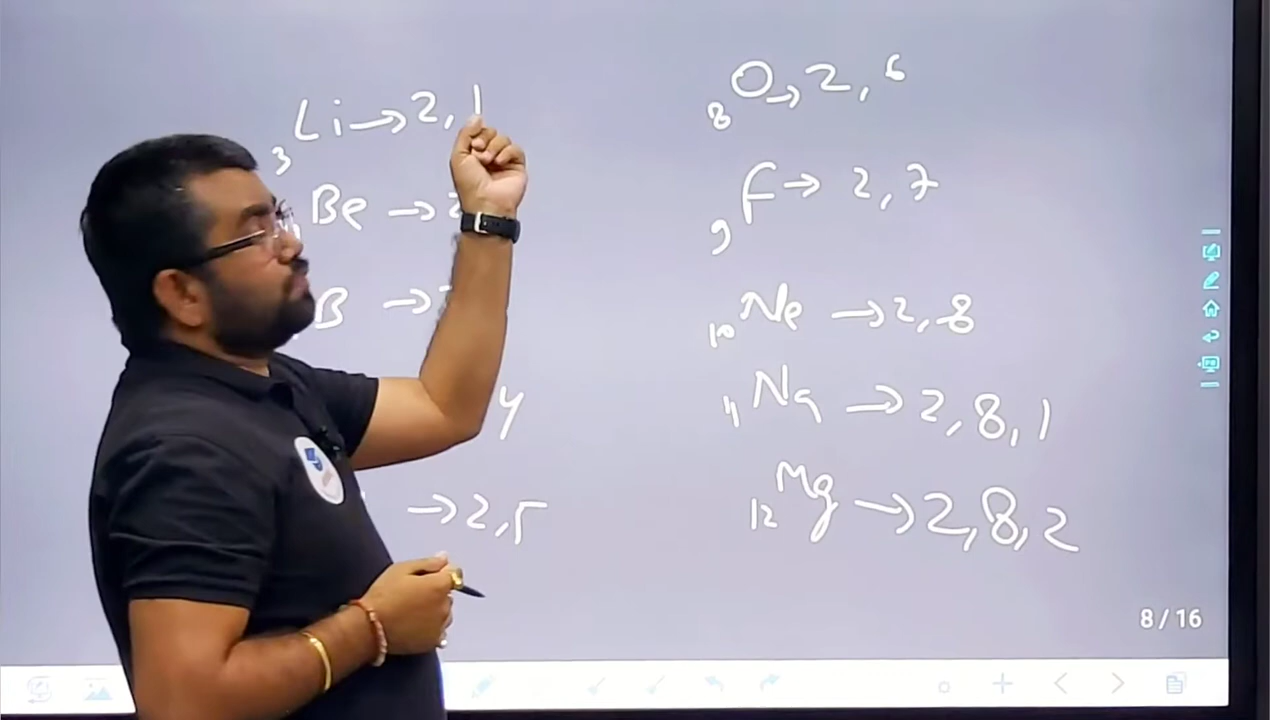 3 Li → 2, 1
Be → 2
B →
4
→ 2, 5
8 O → 2, 6
9 F → 2, 7
10 Ne → 2, 8
11 Na → 2, 8, 1
12 Mg → 2, 8, 2
8 / 16